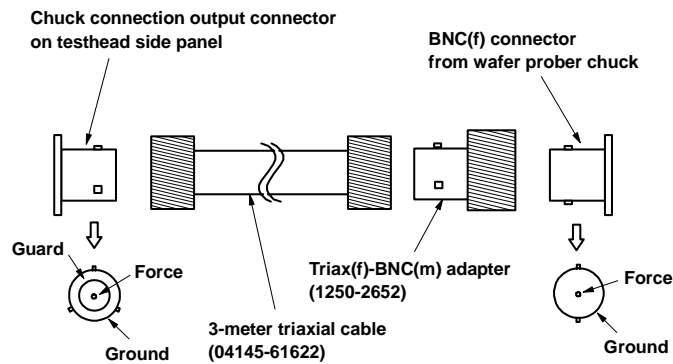 Chuck connection output connector
on testhead side panel
BNC(f) connector
from wafer prober chuck
Guard
Force
Ground
3-meter triaxial cable
(04145-61622)
Triax(f)-BNC(m) adapter
(1250-2652)
Force
Ground